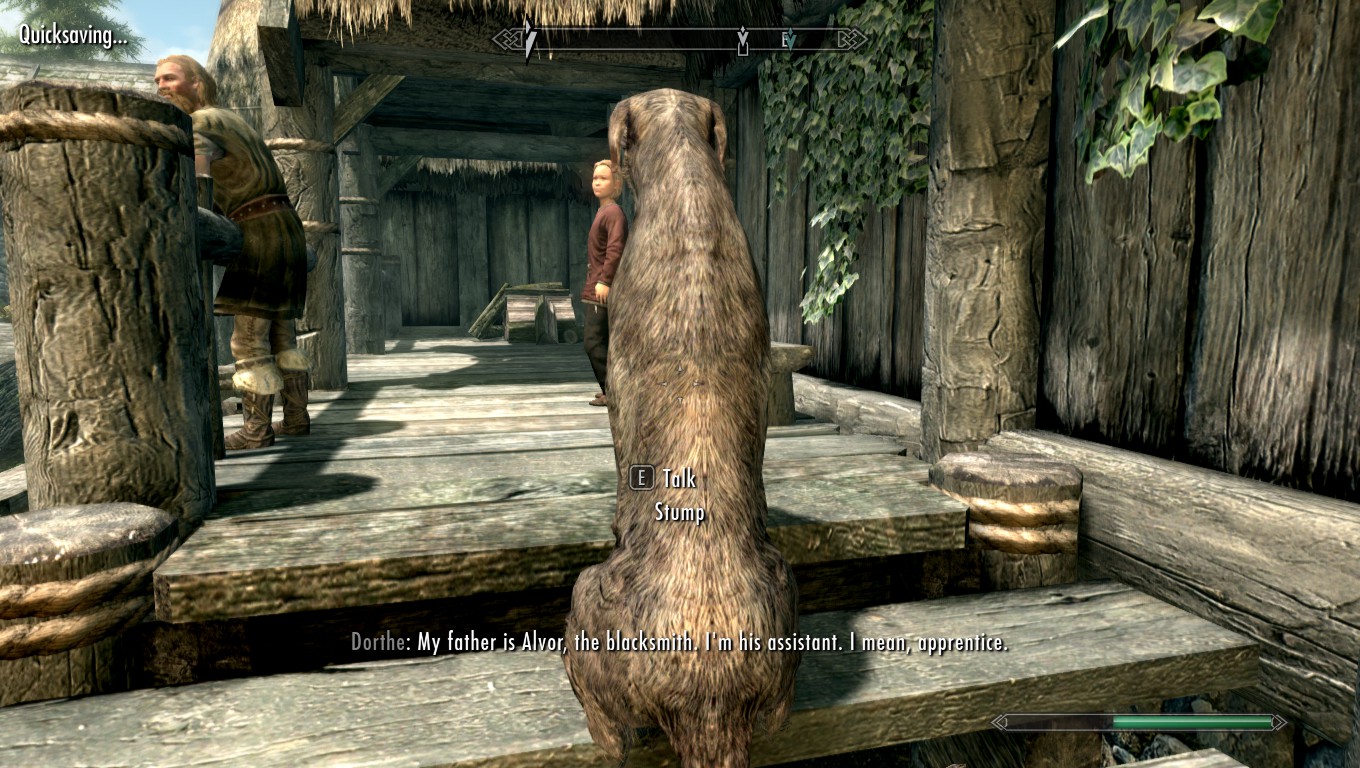 Quicksaving...
E
E Talk
Stump
Dorthe: My father is Alvor, the blacksmith. I'm his assistant. I mean, apprentice.